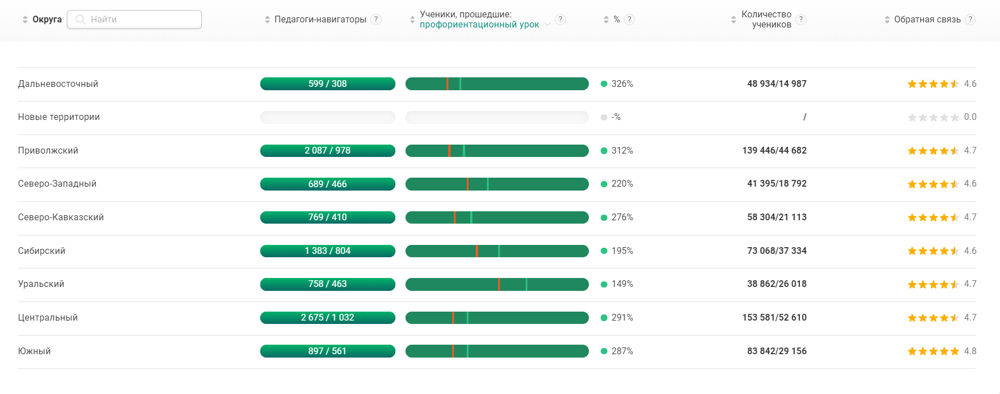 Округа
Найти
Педагоги-навигаторы ?
Ученики, прошедшие:
профориентационный урок ?
% ?
Количество
учеников ?
Обратная связь ?
Дальневосточный 599 / 308 326% 48 934/14 987 4.6
Новые территории -% / 0.0
Приволжский 2 087 / 978 312% 139 446/44 682 4.7
Северо-Западный 689 / 466 220% 41 395/18 792 4.6
Северо-Кавказский 769 / 410 276% 58 304/21 113 4.7
Сибирский 1 383 / 804 195% 73 068/37 334 4.6
Уральский 758 / 463 149% 38 862/26 018 4.7
Центральный 2 675 / 1 032 291% 153 581/52 610 4.7
Южный 897 / 561 287% 83 842/29 156 4.8